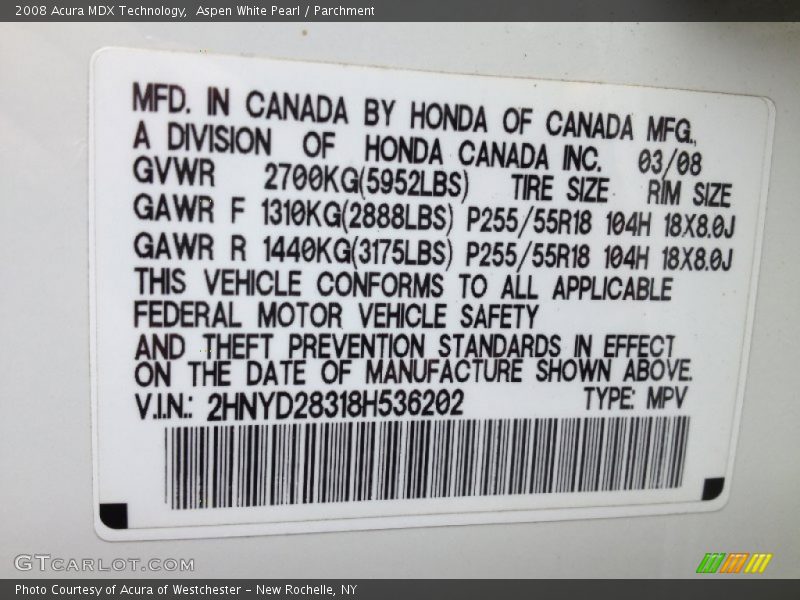 2008 Acura MDX Technology,  Aspen White Pearl / Parchment
MFD. IN CANADA BY HONDA OF CANADA MFG.,
A DIVISION OF HONDA CANADA INC. 03/08
GVWR 2700KG(5952LBS) TIRE SIZE RIM SIZE
GAWR F 1310KG(2888LBS) P255/55R18 104H 18X8.0J
GAWR R 1440KG(3175LBS) P255/55R18 104H 18X8.0J
THIS VEHICLE CONFORMS TO ALL APPLICABLE
FEDERAL MOTOR VEHICLE SAFETY
AND THEFT PREVENTION STANDARDS IN EFFECT
ON THE DATE OF MANUFACTURE SHOWN ABOVE.
V.I.N.: 2HNYD28318H536202 TYPE: MPV
GTCARLOT.COM
Photo Courtesy of Acura of Westchester - New Rochelle, NY